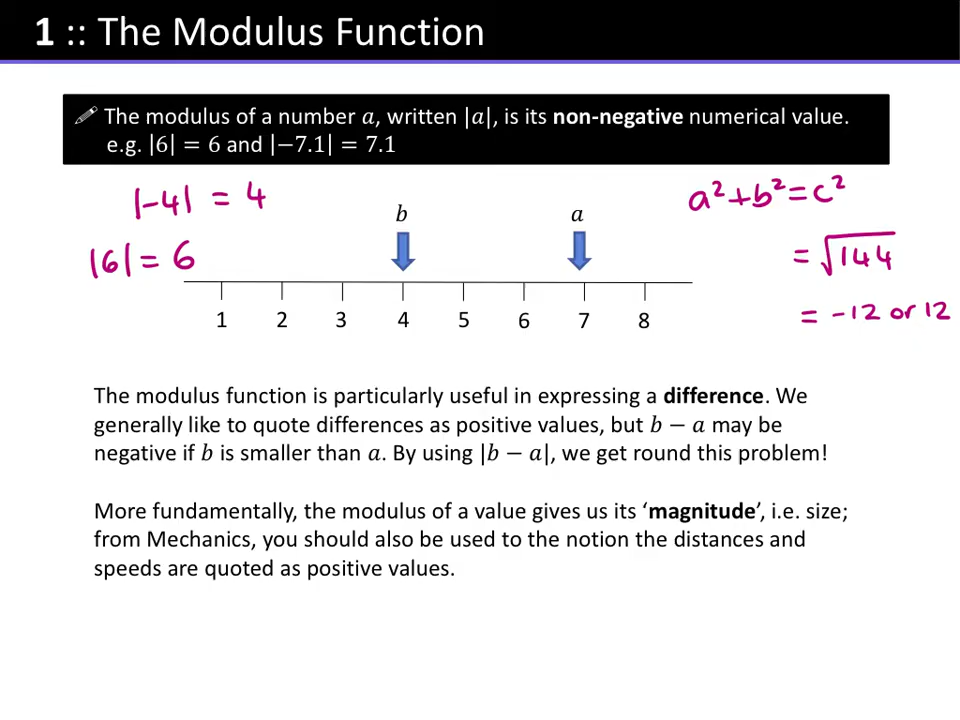 1 :: The Modulus Function
The modulus of a number a, written |a|, is its non-negative numerical value.
e.g. |6| = 6 and |−7.1| = 7.1
|-4| = 4
a²+b²=c²
b
a
|6| = 6
= √144
1 2 3 4 5 6 7 8
= -12 or 12
The modulus function is particularly useful in expressing a difference. We
generally like to quote differences as positive values, but b − a may be
negative if b is smaller than a. By using |b − a|, we get round this problem!
More fundamentally, the modulus of a value gives us its ‘magnitude’, i.e. size;
from Mechanics, you should also be used to the notion the distances and
speeds are quoted as positive values.